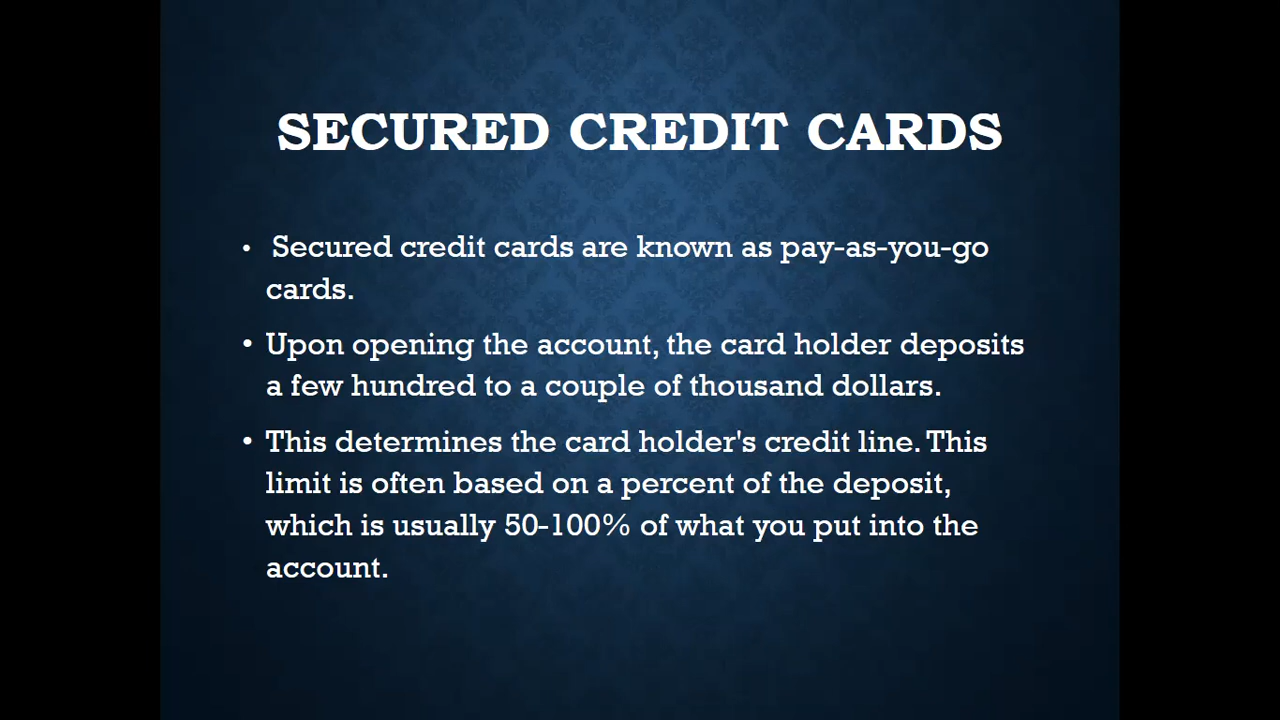 SECURED CREDIT CARDS
• Secured credit cards are known as pay-as-you-go
cards.
• Upon opening the account, the card holder deposits
a few hundred to a couple of thousand dollars.
• This determines the card holder's credit line. This
limit is often based on a percent of the deposit,
which is usually 50-100% of what you put into the
account.